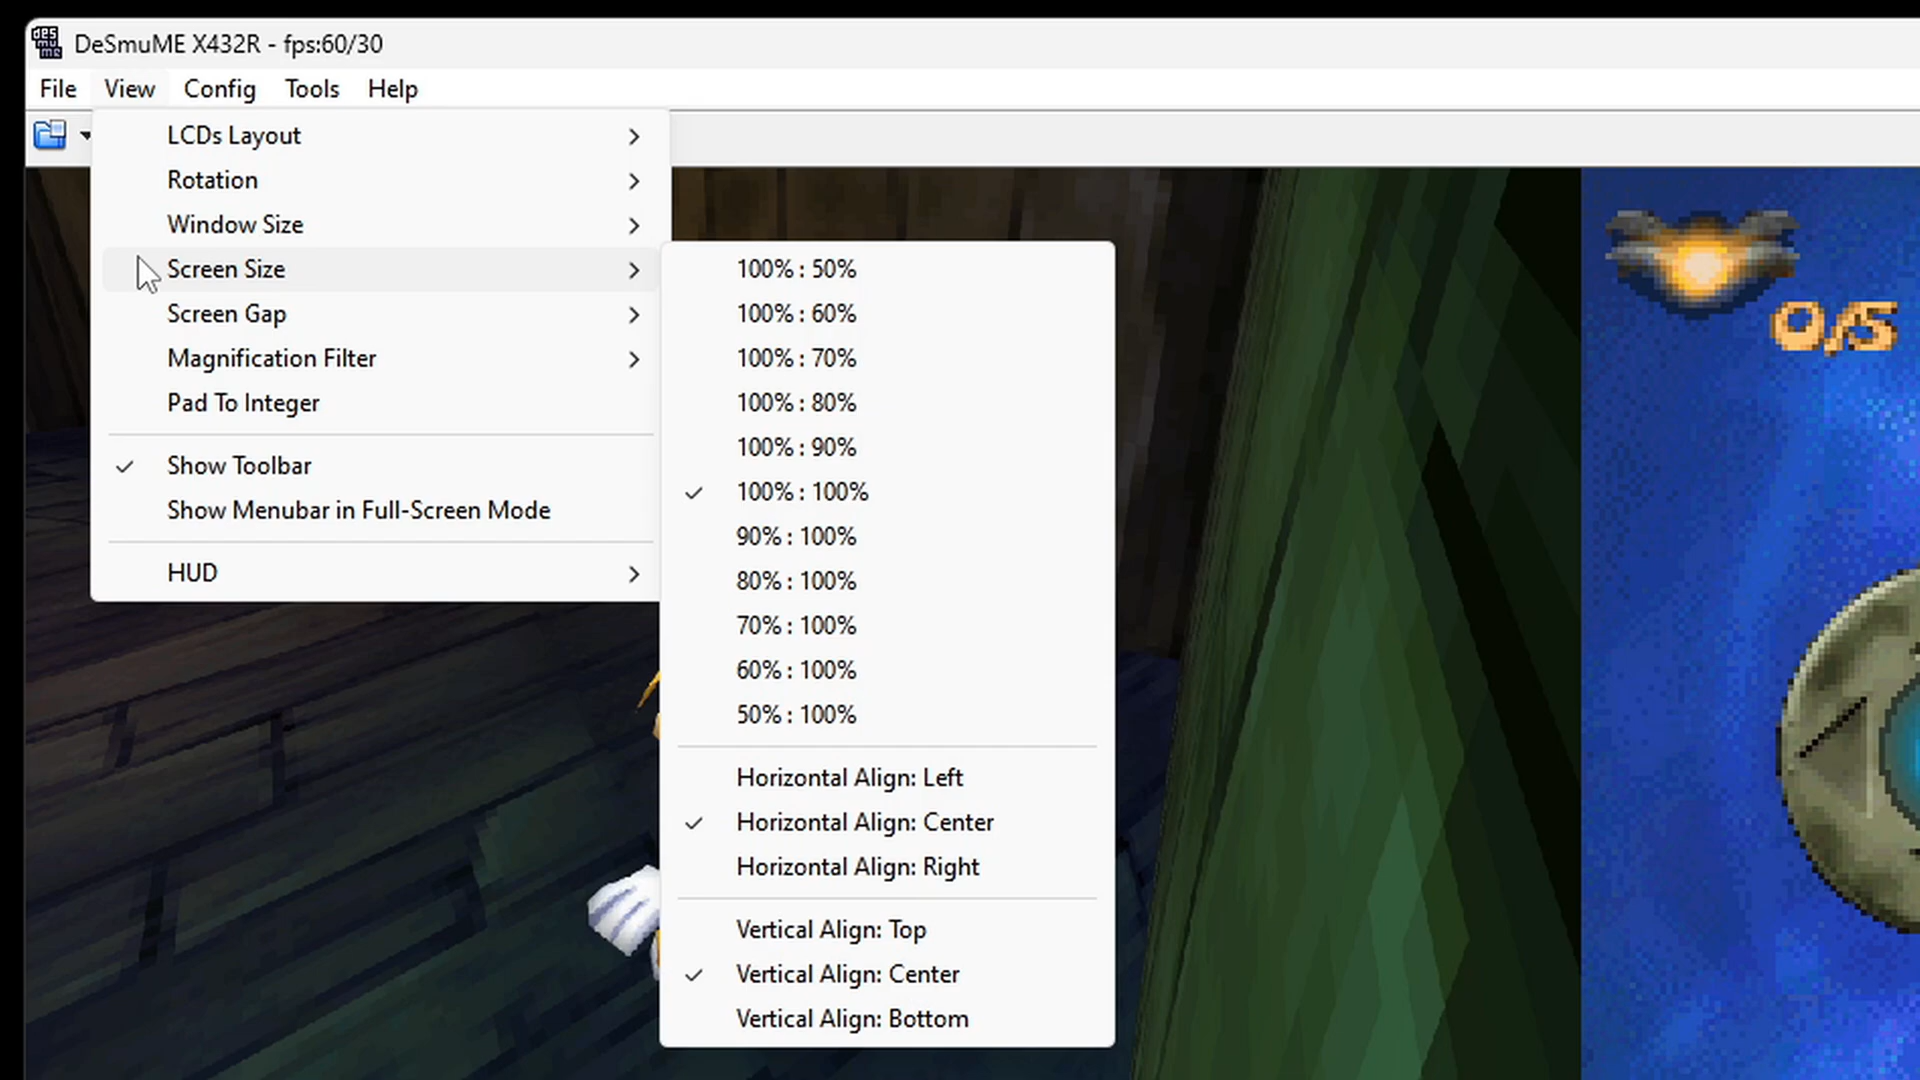 DeSmuME X432R - fps:60/30
File View Config Tools Help
LCDs Layout
Rotation
Window Size
Screen Size
Screen Gap
Magnification Filter
Pad To Integer
Show Toolbar
Show Menubar in Full-Screen Mode
HUD
100% : 50%
100% : 60%
100% : 70%
100% : 80%
100% : 90%
100% : 100%
90% : 100%
80% : 100%
70% : 100%
60% : 100%
50% : 100%
Horizontal Align: Left
Horizontal Align: Center
Horizontal Align: Right
Vertical Align: Top
Vertical Align: Center
Vertical Align: Bottom
0/5